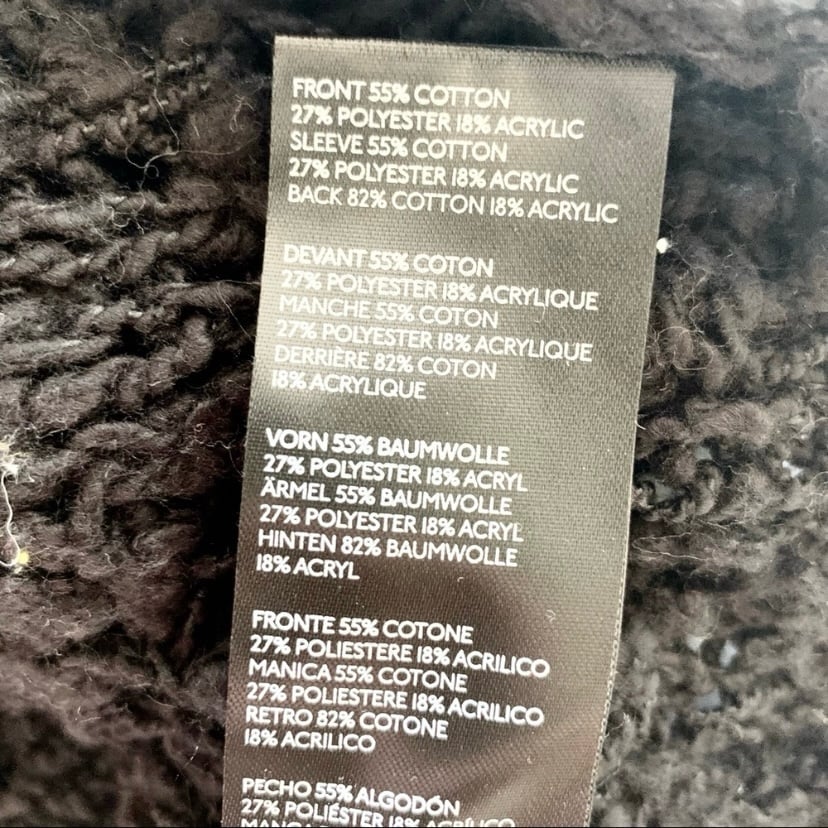 FRONT 55% COTTON
27% POLYESTER 18% ACRYLIC
SLEEVE 55% COTTON
27% POLYESTER 18% ACRYLIC
BACK 82% COTTON 18% ACRYLIC
DEVANT 55% COTON
27% POLYESTER 18% ACRYLIQUE
MANCHE 55% COTON
27% POLYESTER 18% ACRYLIQUE
DERRIÈRE 82% COTON
18% ACRYLIQUE
VORN 55% BAUMWOLLE
27% POLYESTER 18% ACRYL
ÄRMEL 55% BAUMWOLLE
27% POLYESTER 18% ACRYL
HINTEN 82% BAUMWOLLE
18% ACRYL
FRONTE 55% COTONE
27% POLIESTERE 18% ACRILICO
MANICA 55% COTONE
27% POLIESTERE 18% ACRILICO
RETRO 82% COTONE
18% ACRILICO
PECHO 55% ALGODÓN
27% POLIÉSTER 18% ACRÍLICO